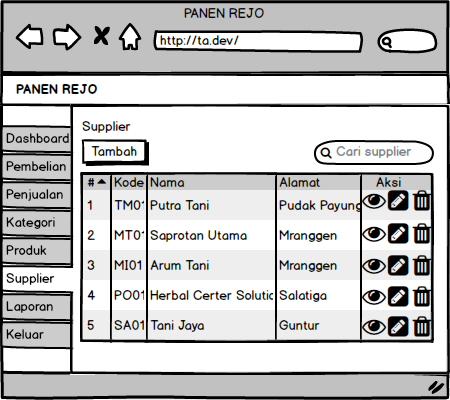 PANEN REJO
http://ta.dev/
PANEN REJO
Dashboard
Pembelian
Penjualan
Kategori
Produk
Supplier
Laporan
Keluar
Supplier
Tambah
Cari supplier
# Kode Nama Alamat Aksi
1 TM01 Putra Tani Pudak Payung
2 MT01 Saprotan Utama Mranggen
3 MI01 Arum Tani Mranggen
4 PO01 Herbal Certer Solutic Salatiga
5 SA01 Tani Jaya Guntur